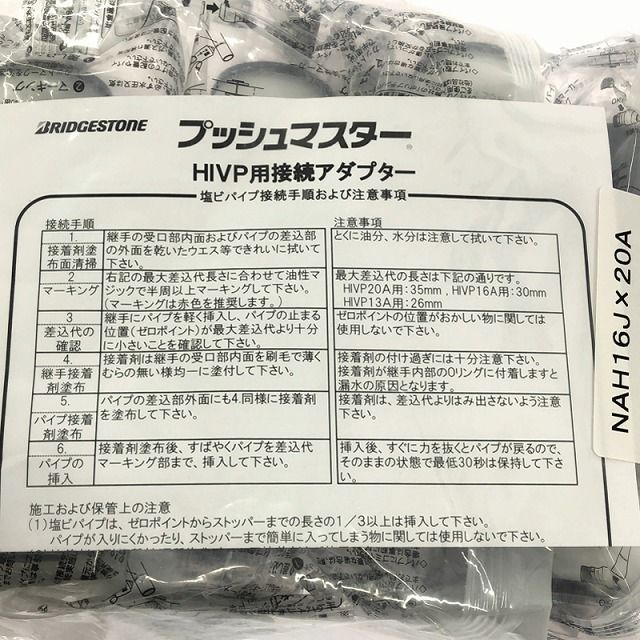 BRIDGESTONE プッシュマスター®
HIVP用接続アダプター
塩ビパイプ接続手順および注意事項
接続手順
注意事項
1.
接着剤塗
布面清掃
継手の受口部内面およびパイプの差込部
の外面を乾いたウエス等できれいに拭いて
下さい。
とくに油分、水分は注意して拭いて下さい。
2
マーキング
右記の最大差込代長さに合わせて油性マ
ジックで半周以上マーキングして下さい。
(マーキングは赤色を推奨します。)
最大差込代の長さは下記の通りです。
HIVP20A用:35mm , HIVP16A用:30mm
HIVP13A用:26mm
3
差込代の
確認
継手にパイプを軽く挿入し、パイプの止まる
位置(ゼロポイント)が最大差込代より十分
に小さいことを確認して下さい。
ゼロポイントの位置がおかしい物に関しては
使用しないで下さい。
4.
継手接着
剤塗布
接着剤は継手の受口部内面を刷毛で薄く
むらの無い様均一に塗付して下さい。
接着剤の付け過ぎには十分注意下さい。
接着剤が継手内部のOリングに付着しますと
漏水の原因となります。
5.
パイプ接着
剤塗布
パイプの差込部外面にも4.同様に接着剤
を塗布して下さい。
接着剤は、差込代よりはみ出さないよう注意
下さい。
6.
パイプの
挿入
接着剤塗布後、すばやくパイプを差込代
マーキング部まで、挿入して下さい。
挿入後、すぐに力を抜くとパイプが戻るので、
そのままの状態で最低30秒は保持して下さ
い。
施工および保管上の注意
(1)塩ビパイプは、ゼロポイントからストッパーまでの長さの1/3以上は挿入して下さい。
パイプが入りにくかったり、ストッパーまで簡単に入ってしまう物に関しては使用しないで下さい。
NAH16J×20A